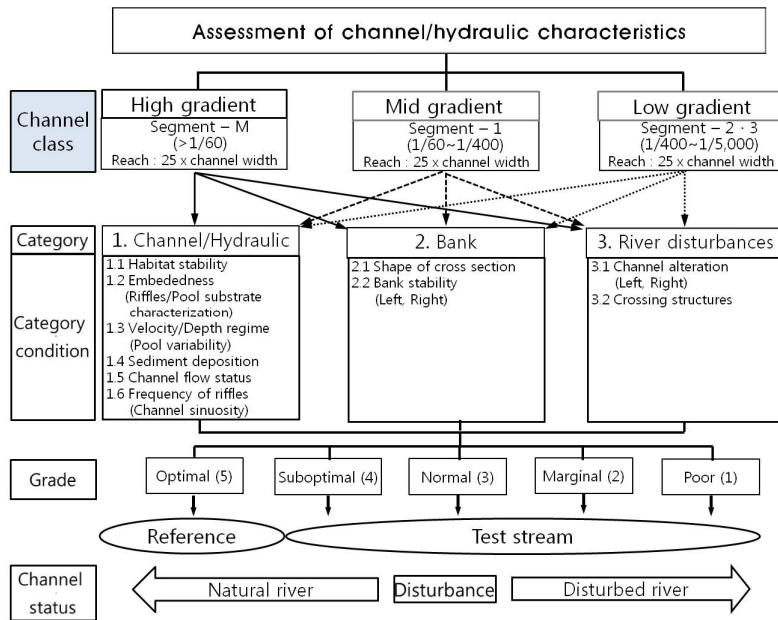 Assessment of channel/hydraulic characteristics
Channel
class
High gradient
Segment – M
(>1/60)
Reach : 25 x channel width
Mid gradient
Segment – 1
(1/60~1/400)
Reach : 25 x channel width
Low gradient
Segment – 2 · 3
(1/400~1/5,000)
Reach : 25 x channel width
Category
1. Channel/Hydraulic
2. Bank
3. River disturbances
Category
condition
1.1 Habitat stability
1.2 Embededness
(Riffles/Pool substrate
characterization)
1.3 Velocity/Depth regime
(Pool variability)
1.4 Sediment deposition
1.5 Channel flow status
1.6 Frequency of riffles
(Channel sinuosity)
2.1 Shape of cross section
2.2 Bank stability
(Left, Right)
3.1 Channel alteration
(Left, Right)
3.2 Crossing structures
Grade
Optimal (5)
Suboptimal (4)
Normal (3)
Marginal (2)
Poor (1)
Reference
Test stream
Channel
status
Natural river
Disturbance
Disturbed river